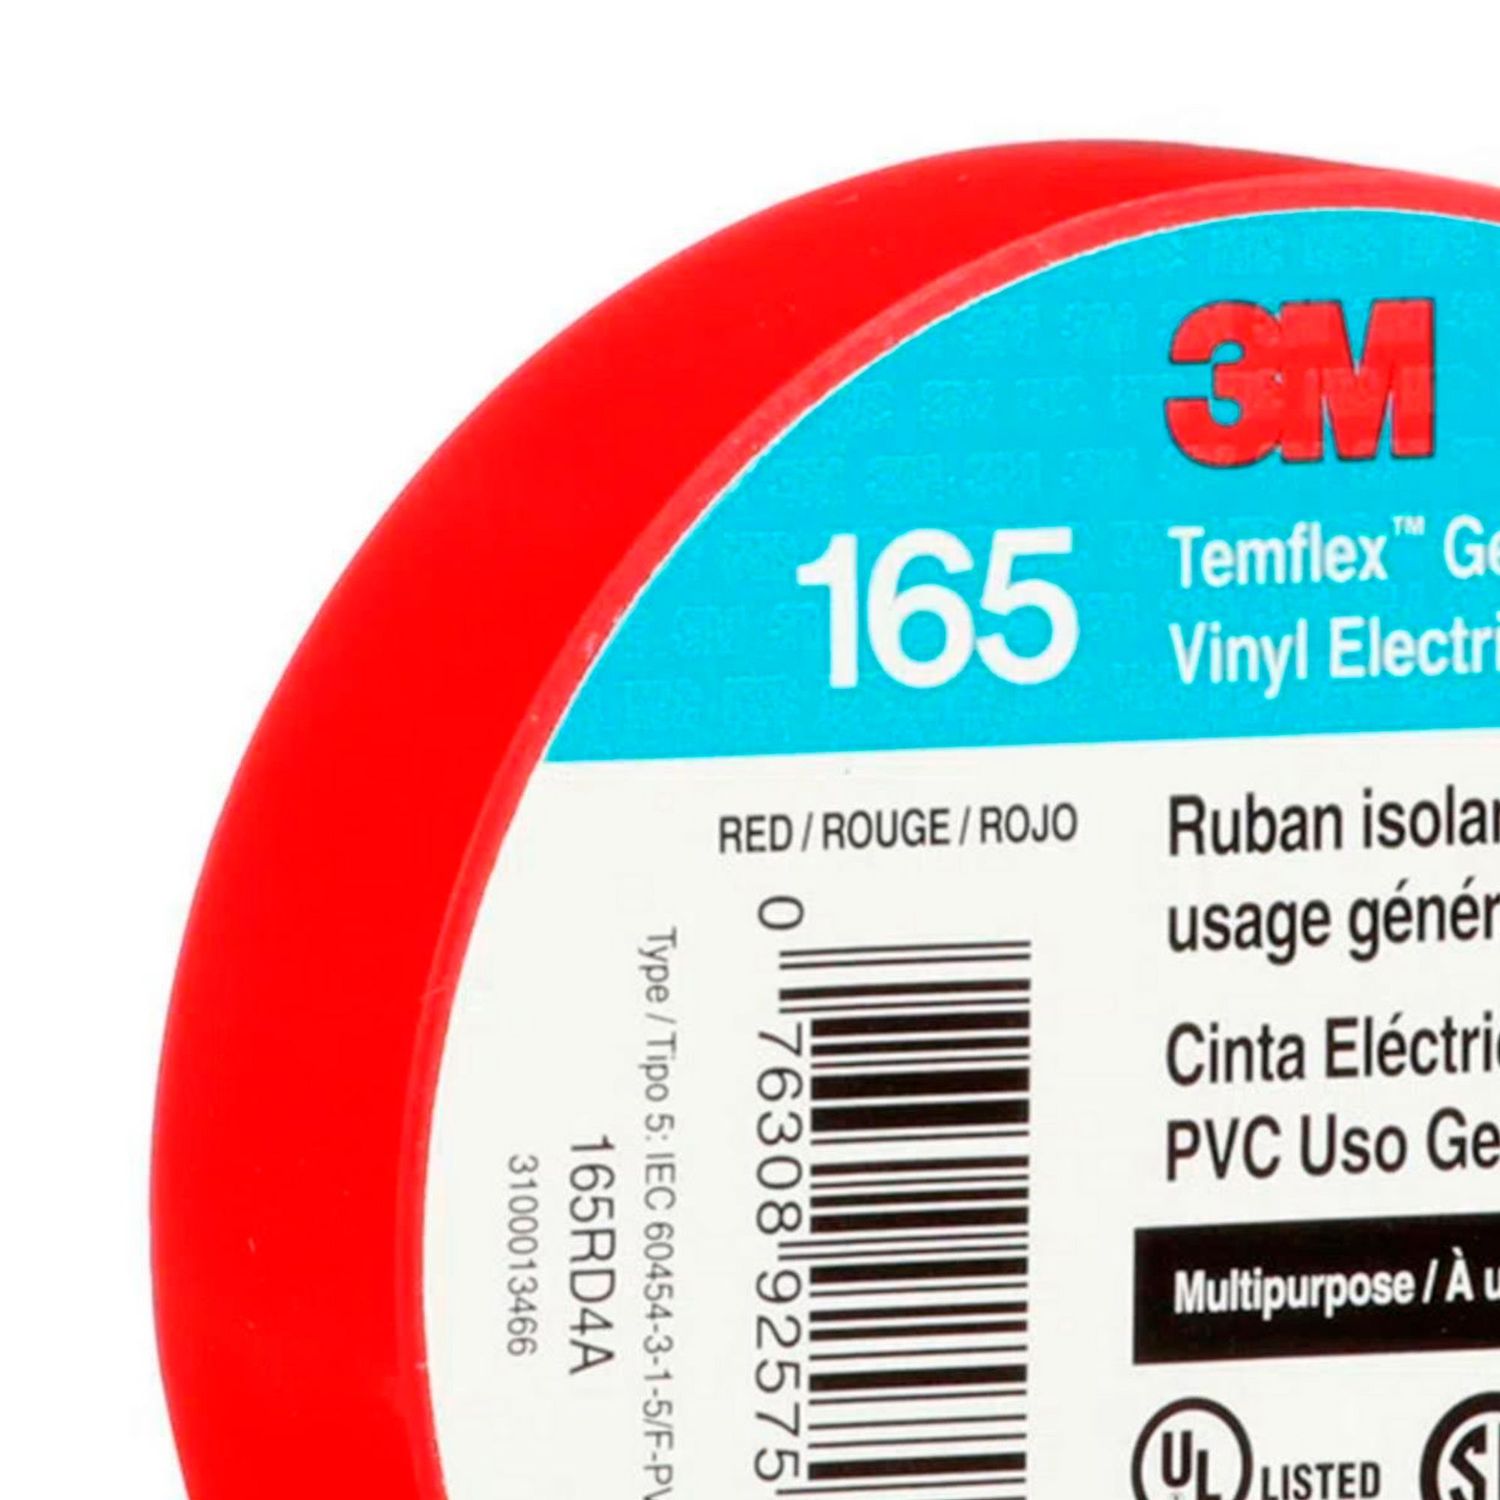 3M
165
Temflex™ Ge
Vinyl Electri
RED / ROUGE / ROJO
Ruban isolan
usage génér
Cinta Eléctric
PVC Uso Ge
Multipurpose / À u
UL LISTED
0 76308 92575
Type / Tipo 5: IEC 60454-3-1-5/F-PV
165RD4A
3100013466